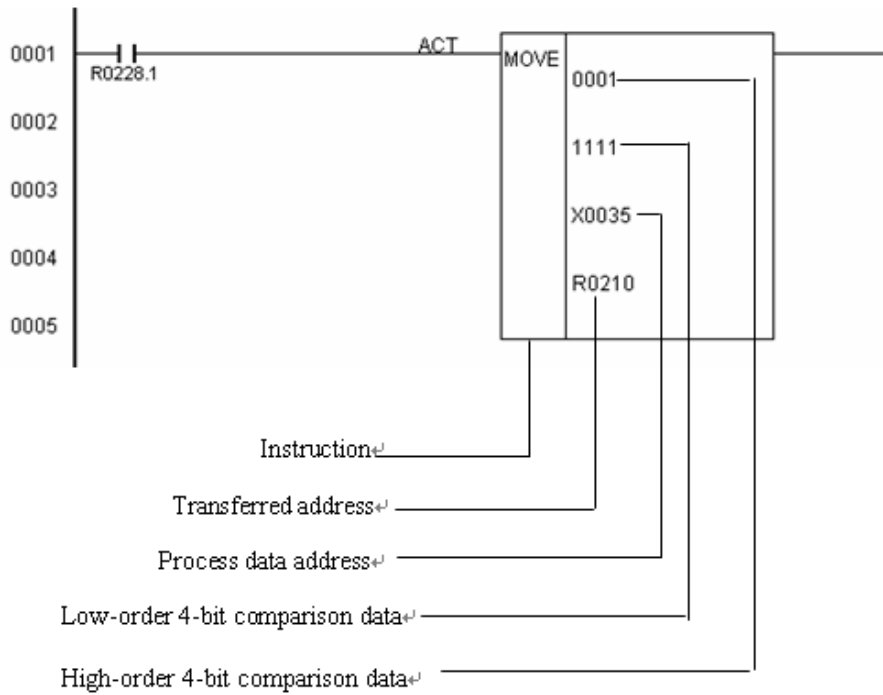 0001
R0228.1
ACT
MOVE
0001
1111
X0035
R0210
0002
0003
0004
0005
Instruction↵
Transferred address↵
Process data address↵
Low-order 4-bit comparison data↵
High-order 4-bit comparison data↵